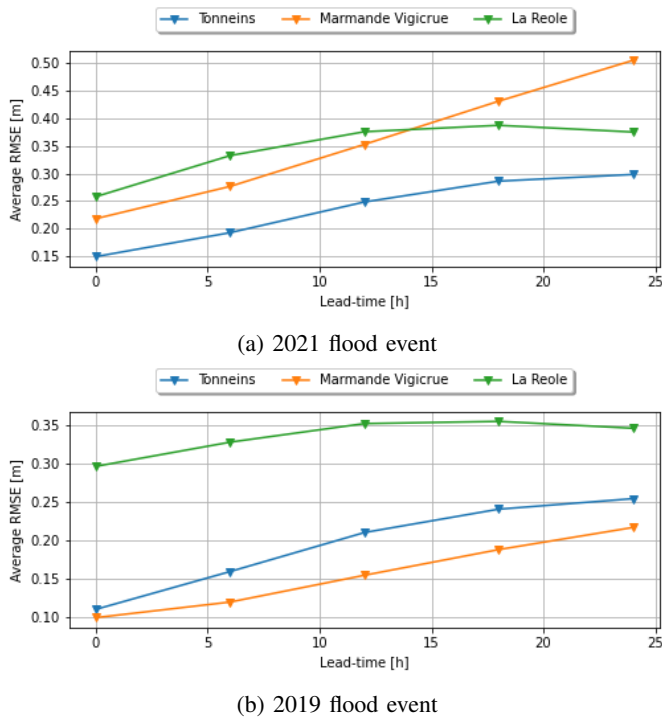 Tonneins Marmande Vigicrue La Reole
0.50
0.45
0.40
0.35
0.30
0.25
0.20
0.15
Average RMSE [m]
0 5 10 15 20 25
Lead-time [h]
(a) 2021 flood event
Tonneins Marmande Vigicrue La Reole
0.35
0.30
0.25
0.20
0.15
0.10
Average RMSE [m]
0 5 10 15 20 25
Lead-time [h]
(b) 2019 flood event